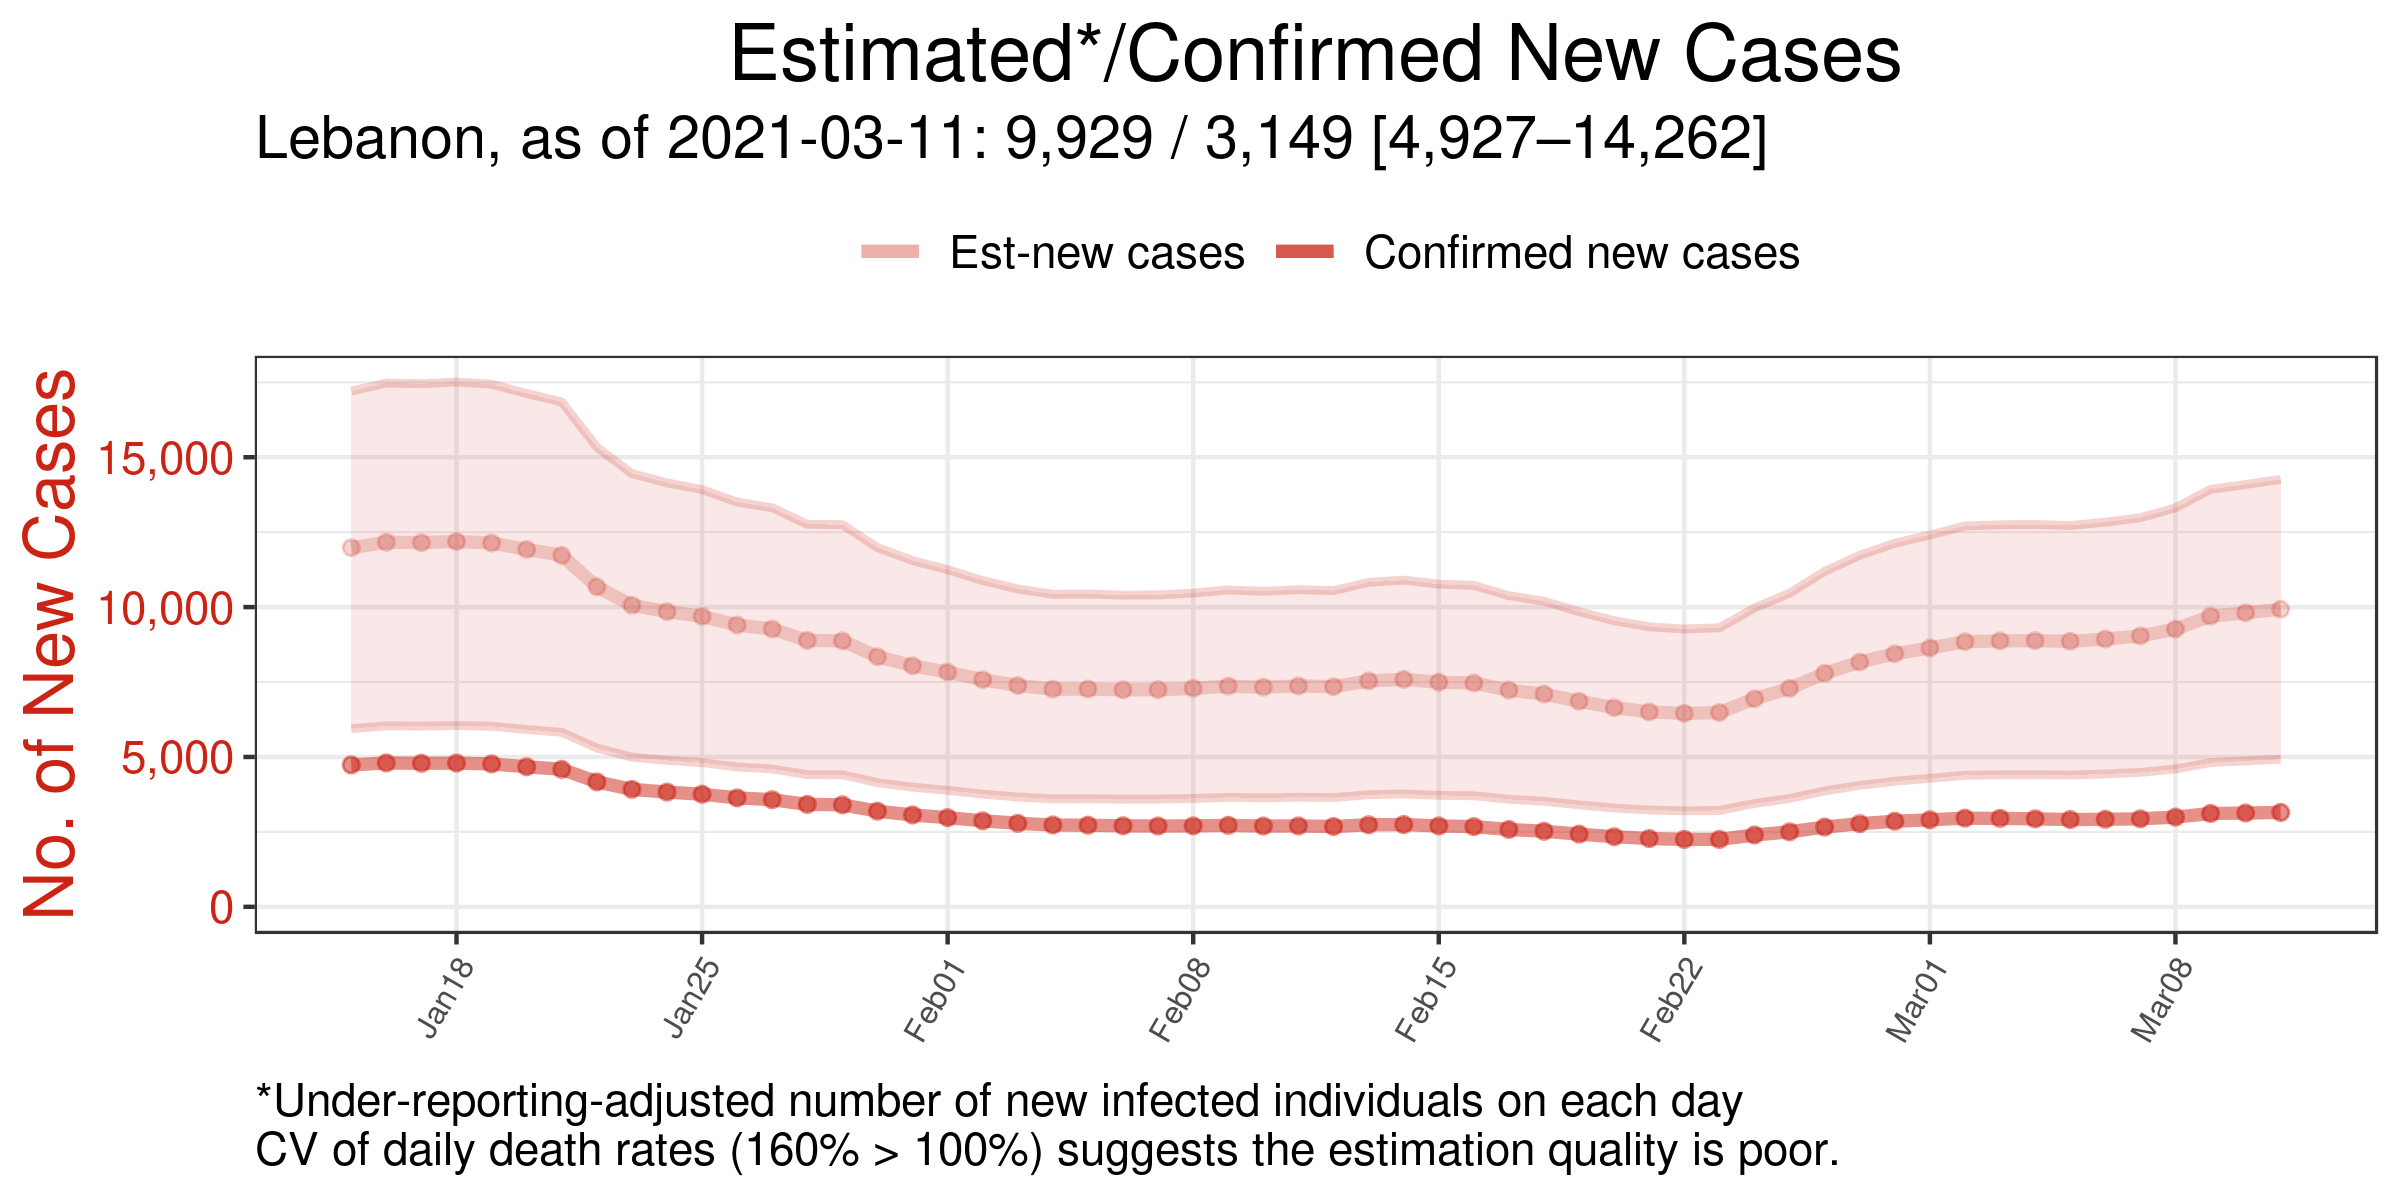 Estimated*/Confirmed New Cases
Lebanon, as of 2021-03-11: 9,929 / 3,149 [4,927–14,262]
Est-new cases
Confirmed new cases
No. of New Cases
15,000
10,000
5,000
0
Jan18
Jan25
Feb01
Feb08
Feb15
Feb22
Mar01
Mar08
*Under-reporting-adjusted number of new infected individuals on each day
CV of daily death rates (160% > 100%) suggests the estimation quality is poor.